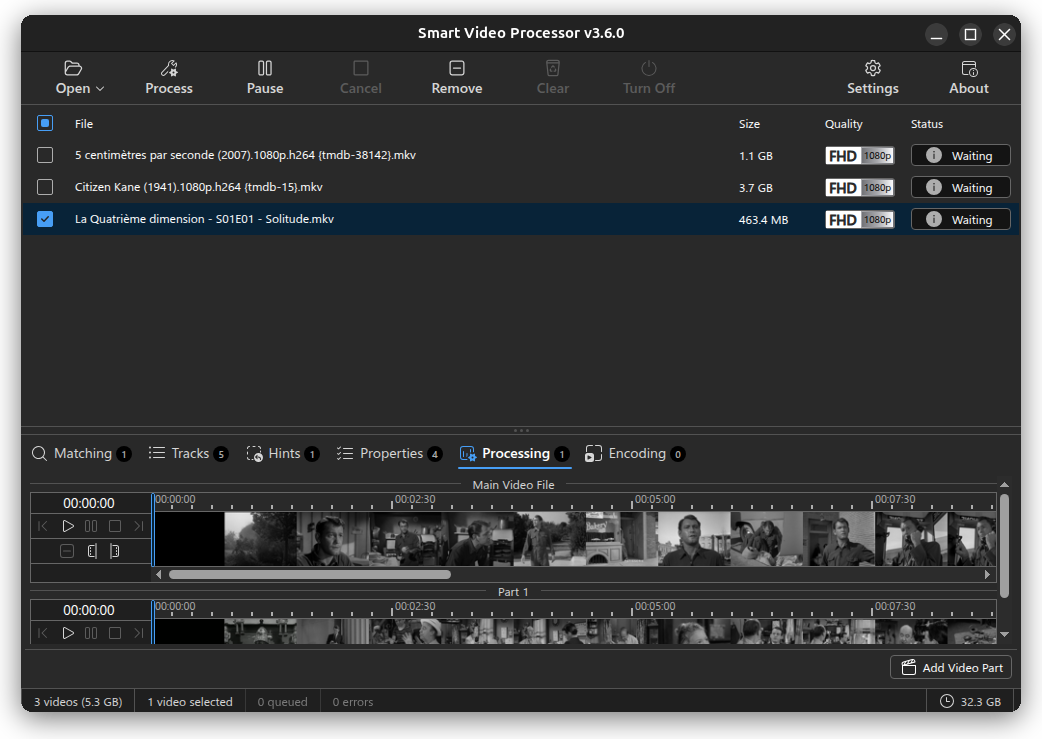 Smart Video Processor v3.6.0
Open Process Pause Cancel Remove Clear Turn Off Settings About
File Size Quality Status
5 centimètres par seconde (2007).1080p.h264 {tmdb-38142}.mkv 1.1 GB FHD 1080p Waiting
Citizen Kane (1941).1080p.h264 {tmdb-15}.mkv 3.7 GB FHD 1080p Waiting
La Quatrième dimension - S01E01 - Solitude.mkv 463.4 MB FHD 1080p Waiting
Matching 1 Tracks 5 Hints 1 Properties 4 Processing 1 Encoding 0
Main Video File
00:00:00 00:00:00 00:02:30 00:05:00 00:07:30
Bakery
Part 1
00:00:00 00:00:00 00:02:30 00:05:00 00:07:30
Add Video Part
3 videos (5.3 GB) 1 video selected 0 queued 0 errors 32.3 GB